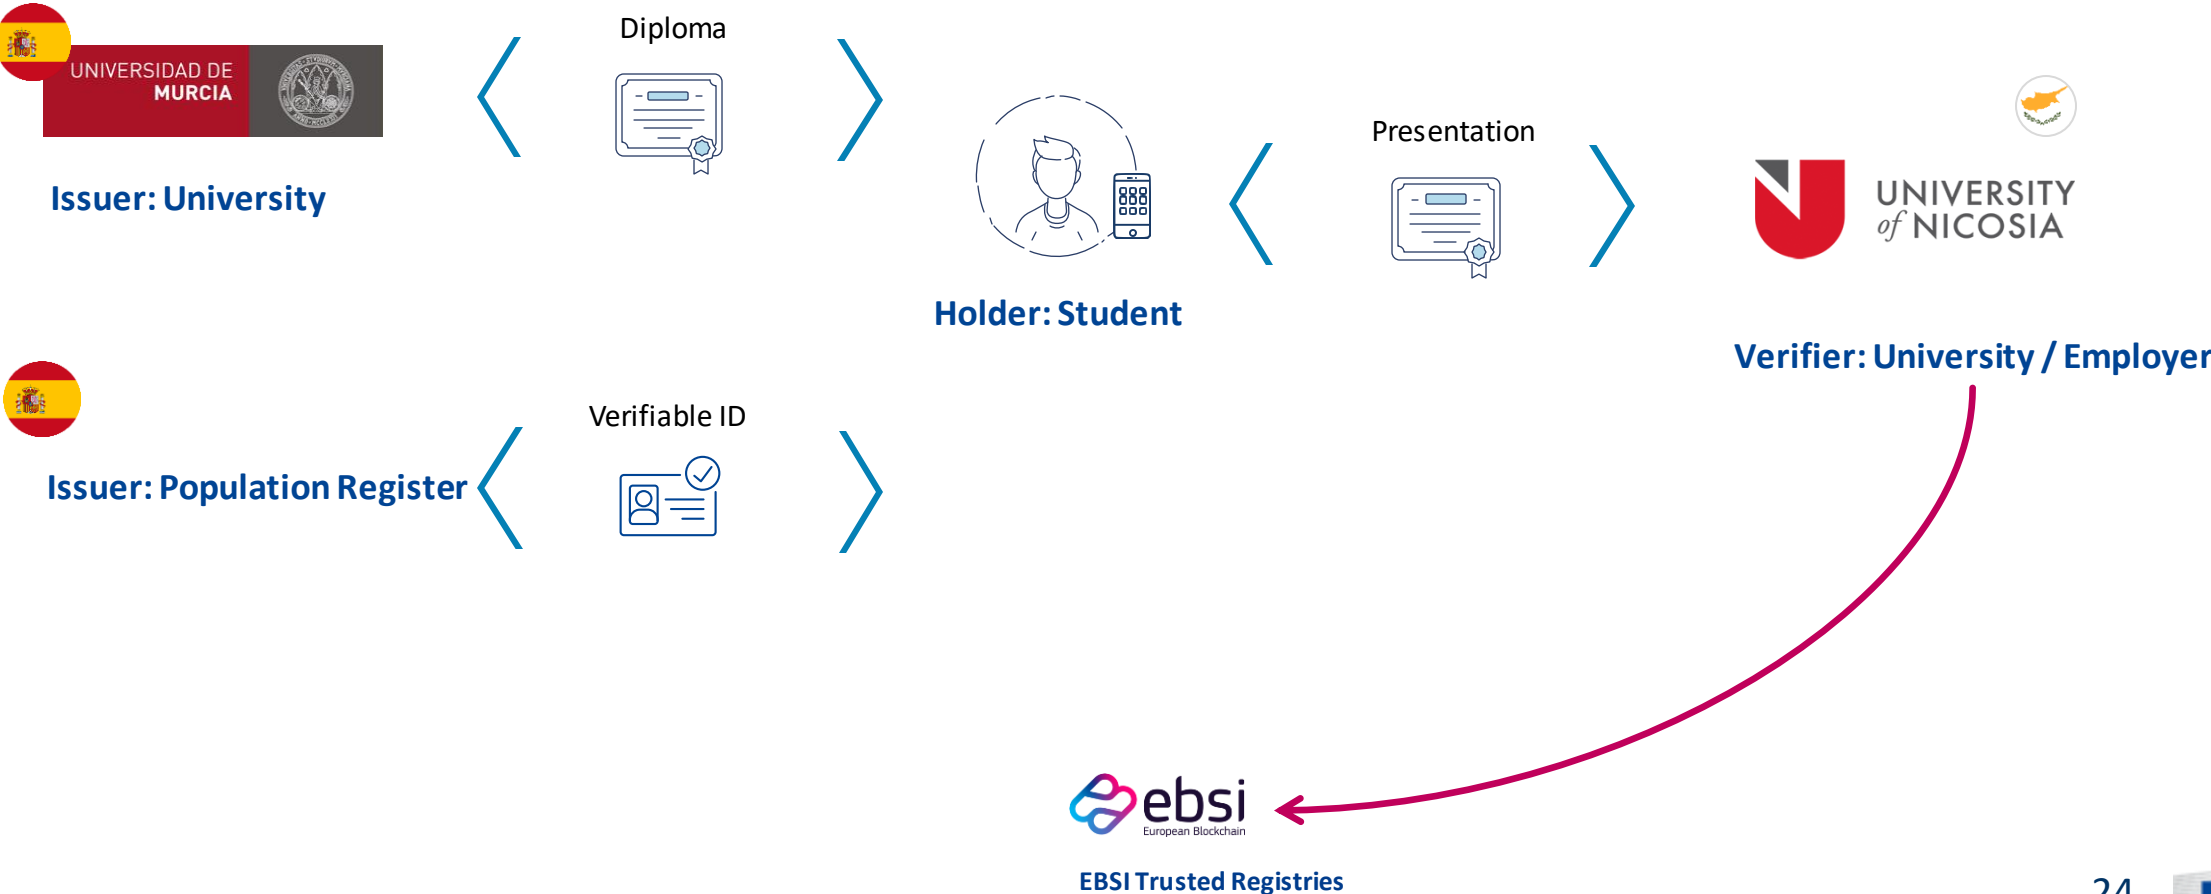 Diploma
UNIVERSIDAD DE
MURCIA
Issuer: University
Presentation
Holder: Student
UNIVERSITY
of NICOSIA
Verifier: University / Employer
Verifiable ID
Issuer: Population Register
ebsi
European Blockchain
EBSI Trusted Registries
24